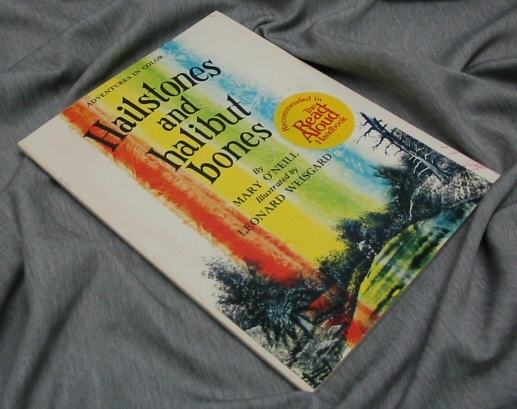 ADVENTURES IN COLOR
Hailstones
and
halibut
bones
By
MARY O'NEILL
Illustrated by
LEONARD WEISGARD
Recommended in
The
Read-
Aloud
Handbook